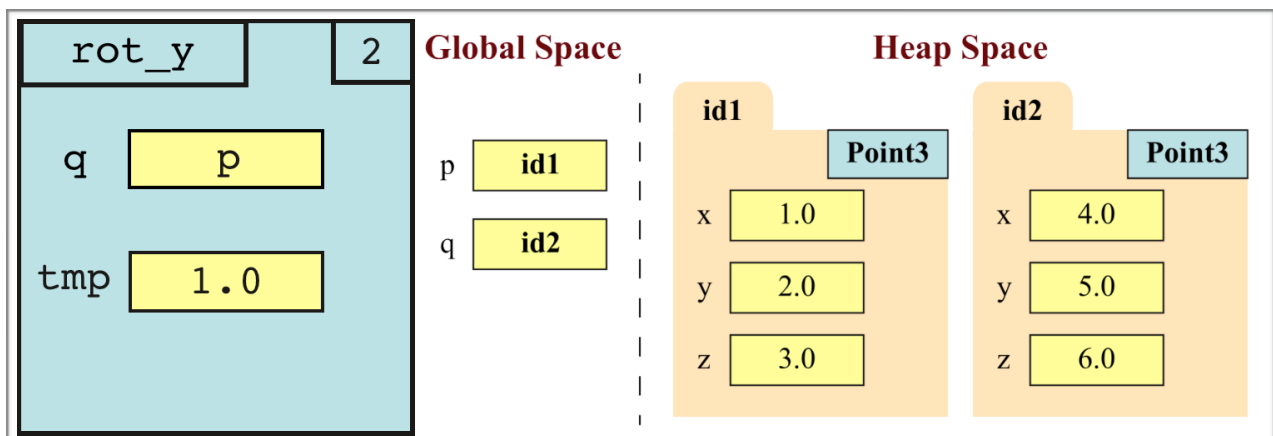 rot_y 2
q p
tmp 1.0
Global Space
p id1
q id2
Heap Space
id1
Point3
x 1.0
y 2.0
z 3.0
id2
Point3
x 4.0
y 5.0
z 6.0